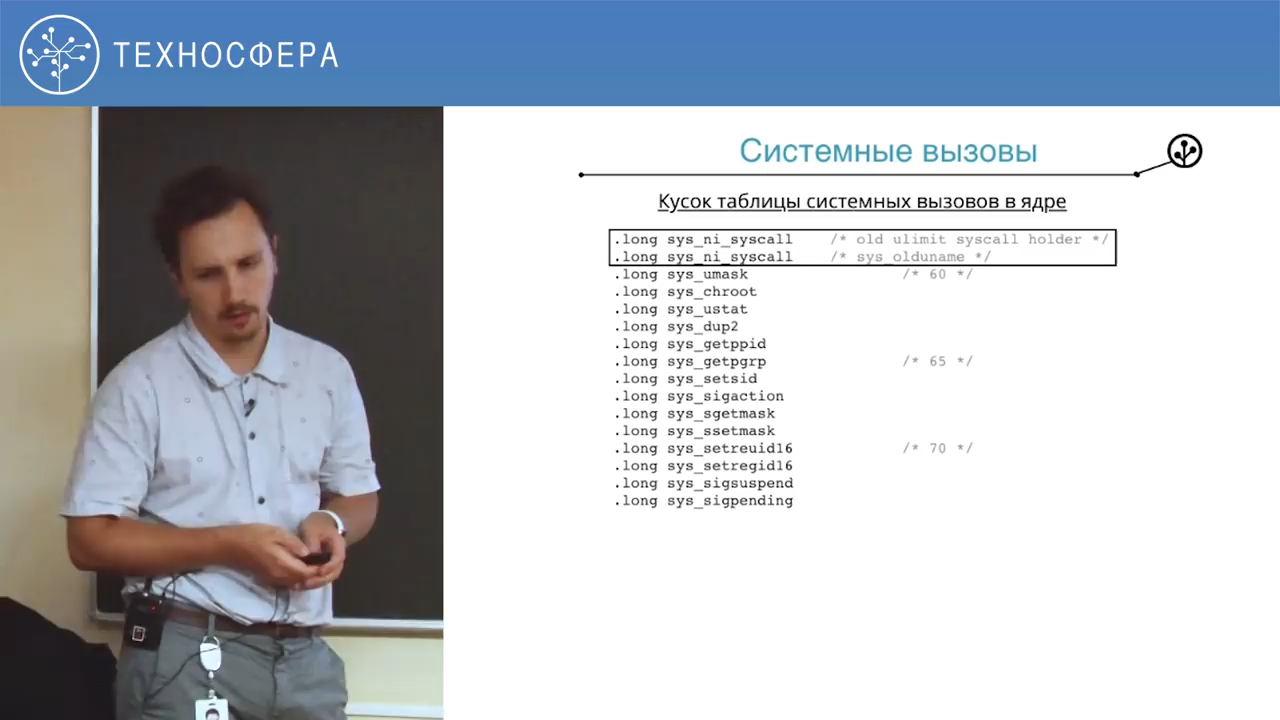 ТЕХНОСФЕРА
Системные вызовы
Кусок таблицы системных вызовов в ядре
.long sys_ni_syscall /* old ulimit syscall holder */
.long sys_ni_syscall /* sys_olduname */
.long sys_umask /* 60 */
.long sys_chroot
.long sys_ustat
.long sys_dup2
.long sys_getppid
.long sys_getpgrp /* 65 */
.long sys_setsid
.long sys_sigaction
.long sys_sgetmask
.long sys_ssetmask
.long sys_setreuid16 /* 70 */
.long sys_setregid16
.long sys_sigsuspend
.long sys_sigpending